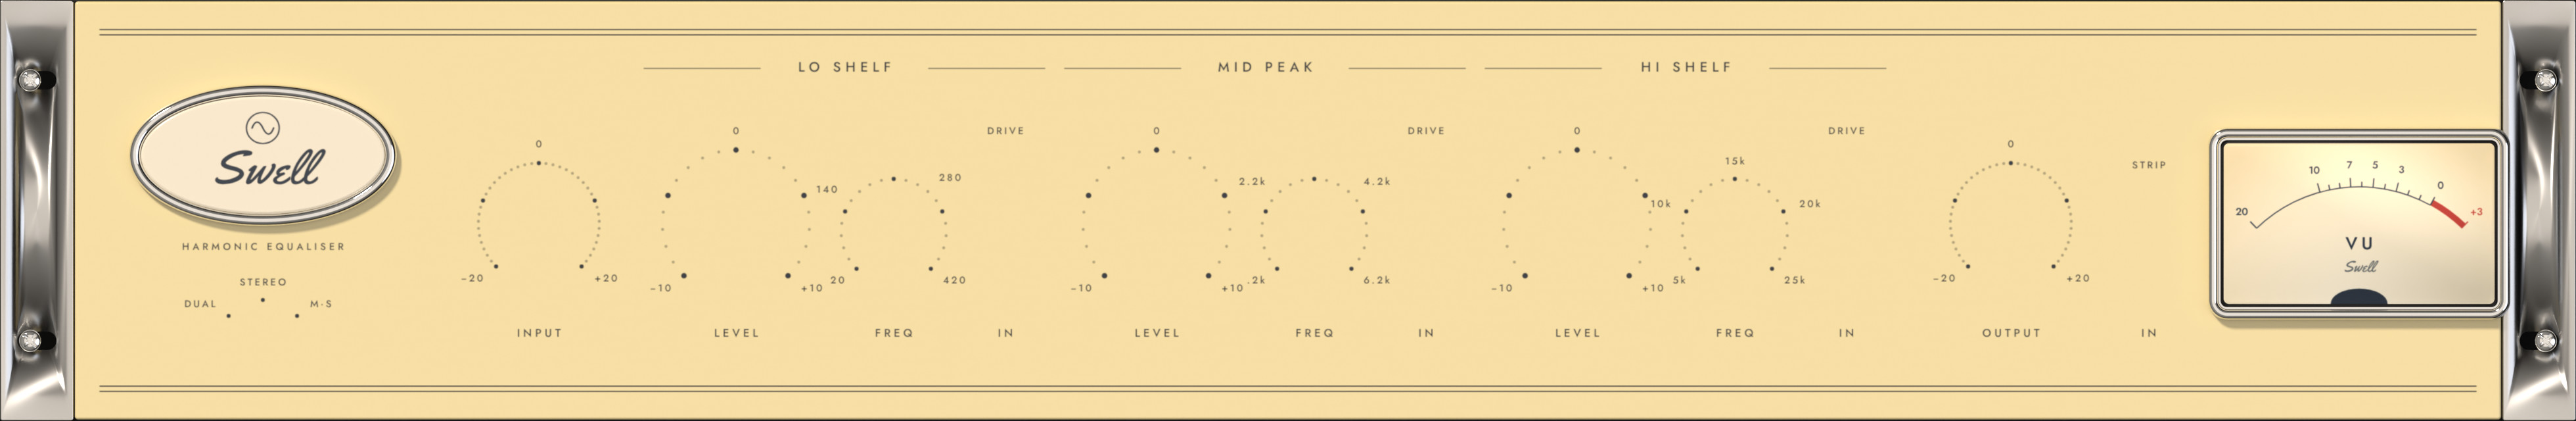 LO SHELF
MID PEAK
HI SHELF
Swell
HARMONIC EQUALISER
STEREO
DUAL
M-S
0
-20
+20
INPUT
0
-10
+10
LEVEL
140
280
20
420
FREQ
DRIVE
IN
0
-10
+10
LEVEL
2.2k
4.2k
.2k
6.2k
FREQ
DRIVE
IN
0
-10
+10
LEVEL
15k
10k
20k
5k
25k
FREQ
DRIVE
IN
0
-20
+20
OUTPUT
STRIP
IN
20 10 7 5 3 0 +3
VU
Swell